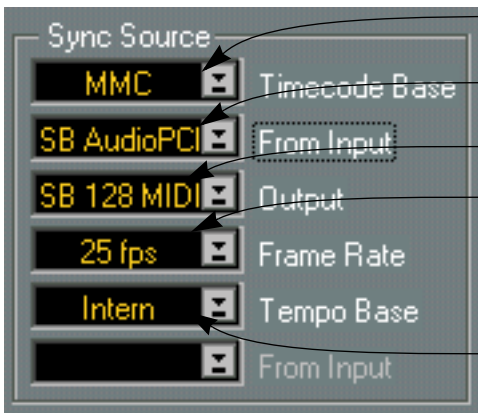 Sync Source
MMC Timecode Base
SB AudioPCI From Input
SB 128 MIDI Output
25 fps Frame Rate
Intern Tempo Base
From Input